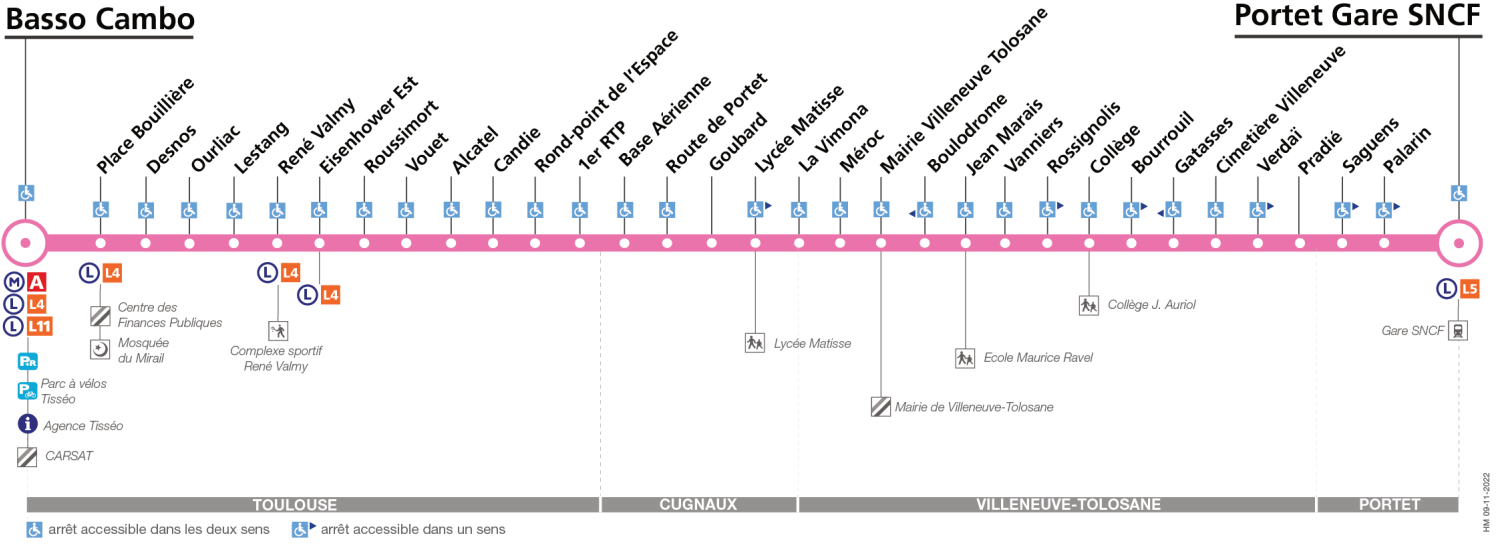 Basso Cambo
Portet Gare SNCF
Place Bouillière
Desnos
Ourliac
Lestang
René Valmy
Eisenhower Est
Roussimort
Vouet
Alcatel
Candie
Rond-point de l'Espace
1er RTP
Base Aérienne
Route de Portet
Goubard
Lycée Matisse
La Vimona
Méroc
Mairie Villeneuve Tolosane
Boulodrome
Jean Marais
Vanniers
Rossignolis
Collège
Bourrouil
Gatasses
Cimetière Villeneuve
Verdaï
Pradié
Saguens
Palarin
M A
L L4
L L11
P+R
P
Parc à vélos
Tisséo
i
Agence Tisséo
CARSAT
L L4
Centre des
Finances Publiques
Mosquée
du Mirail
L L4
Complexe sportif
René Valmy
L L4
Lycée Matisse
Mairie de Villeneuve-Tolosane
Ecole Maurice Ravel
Collège J. Auriol
L L5
Gare SNCF
TOULOUSE
CUGNAUX
VILLENEUVE-TOLOSANE
PORTET
arrêt accessible dans les deux sens
arrêt accessible dans un sens
HM 09-11-2022